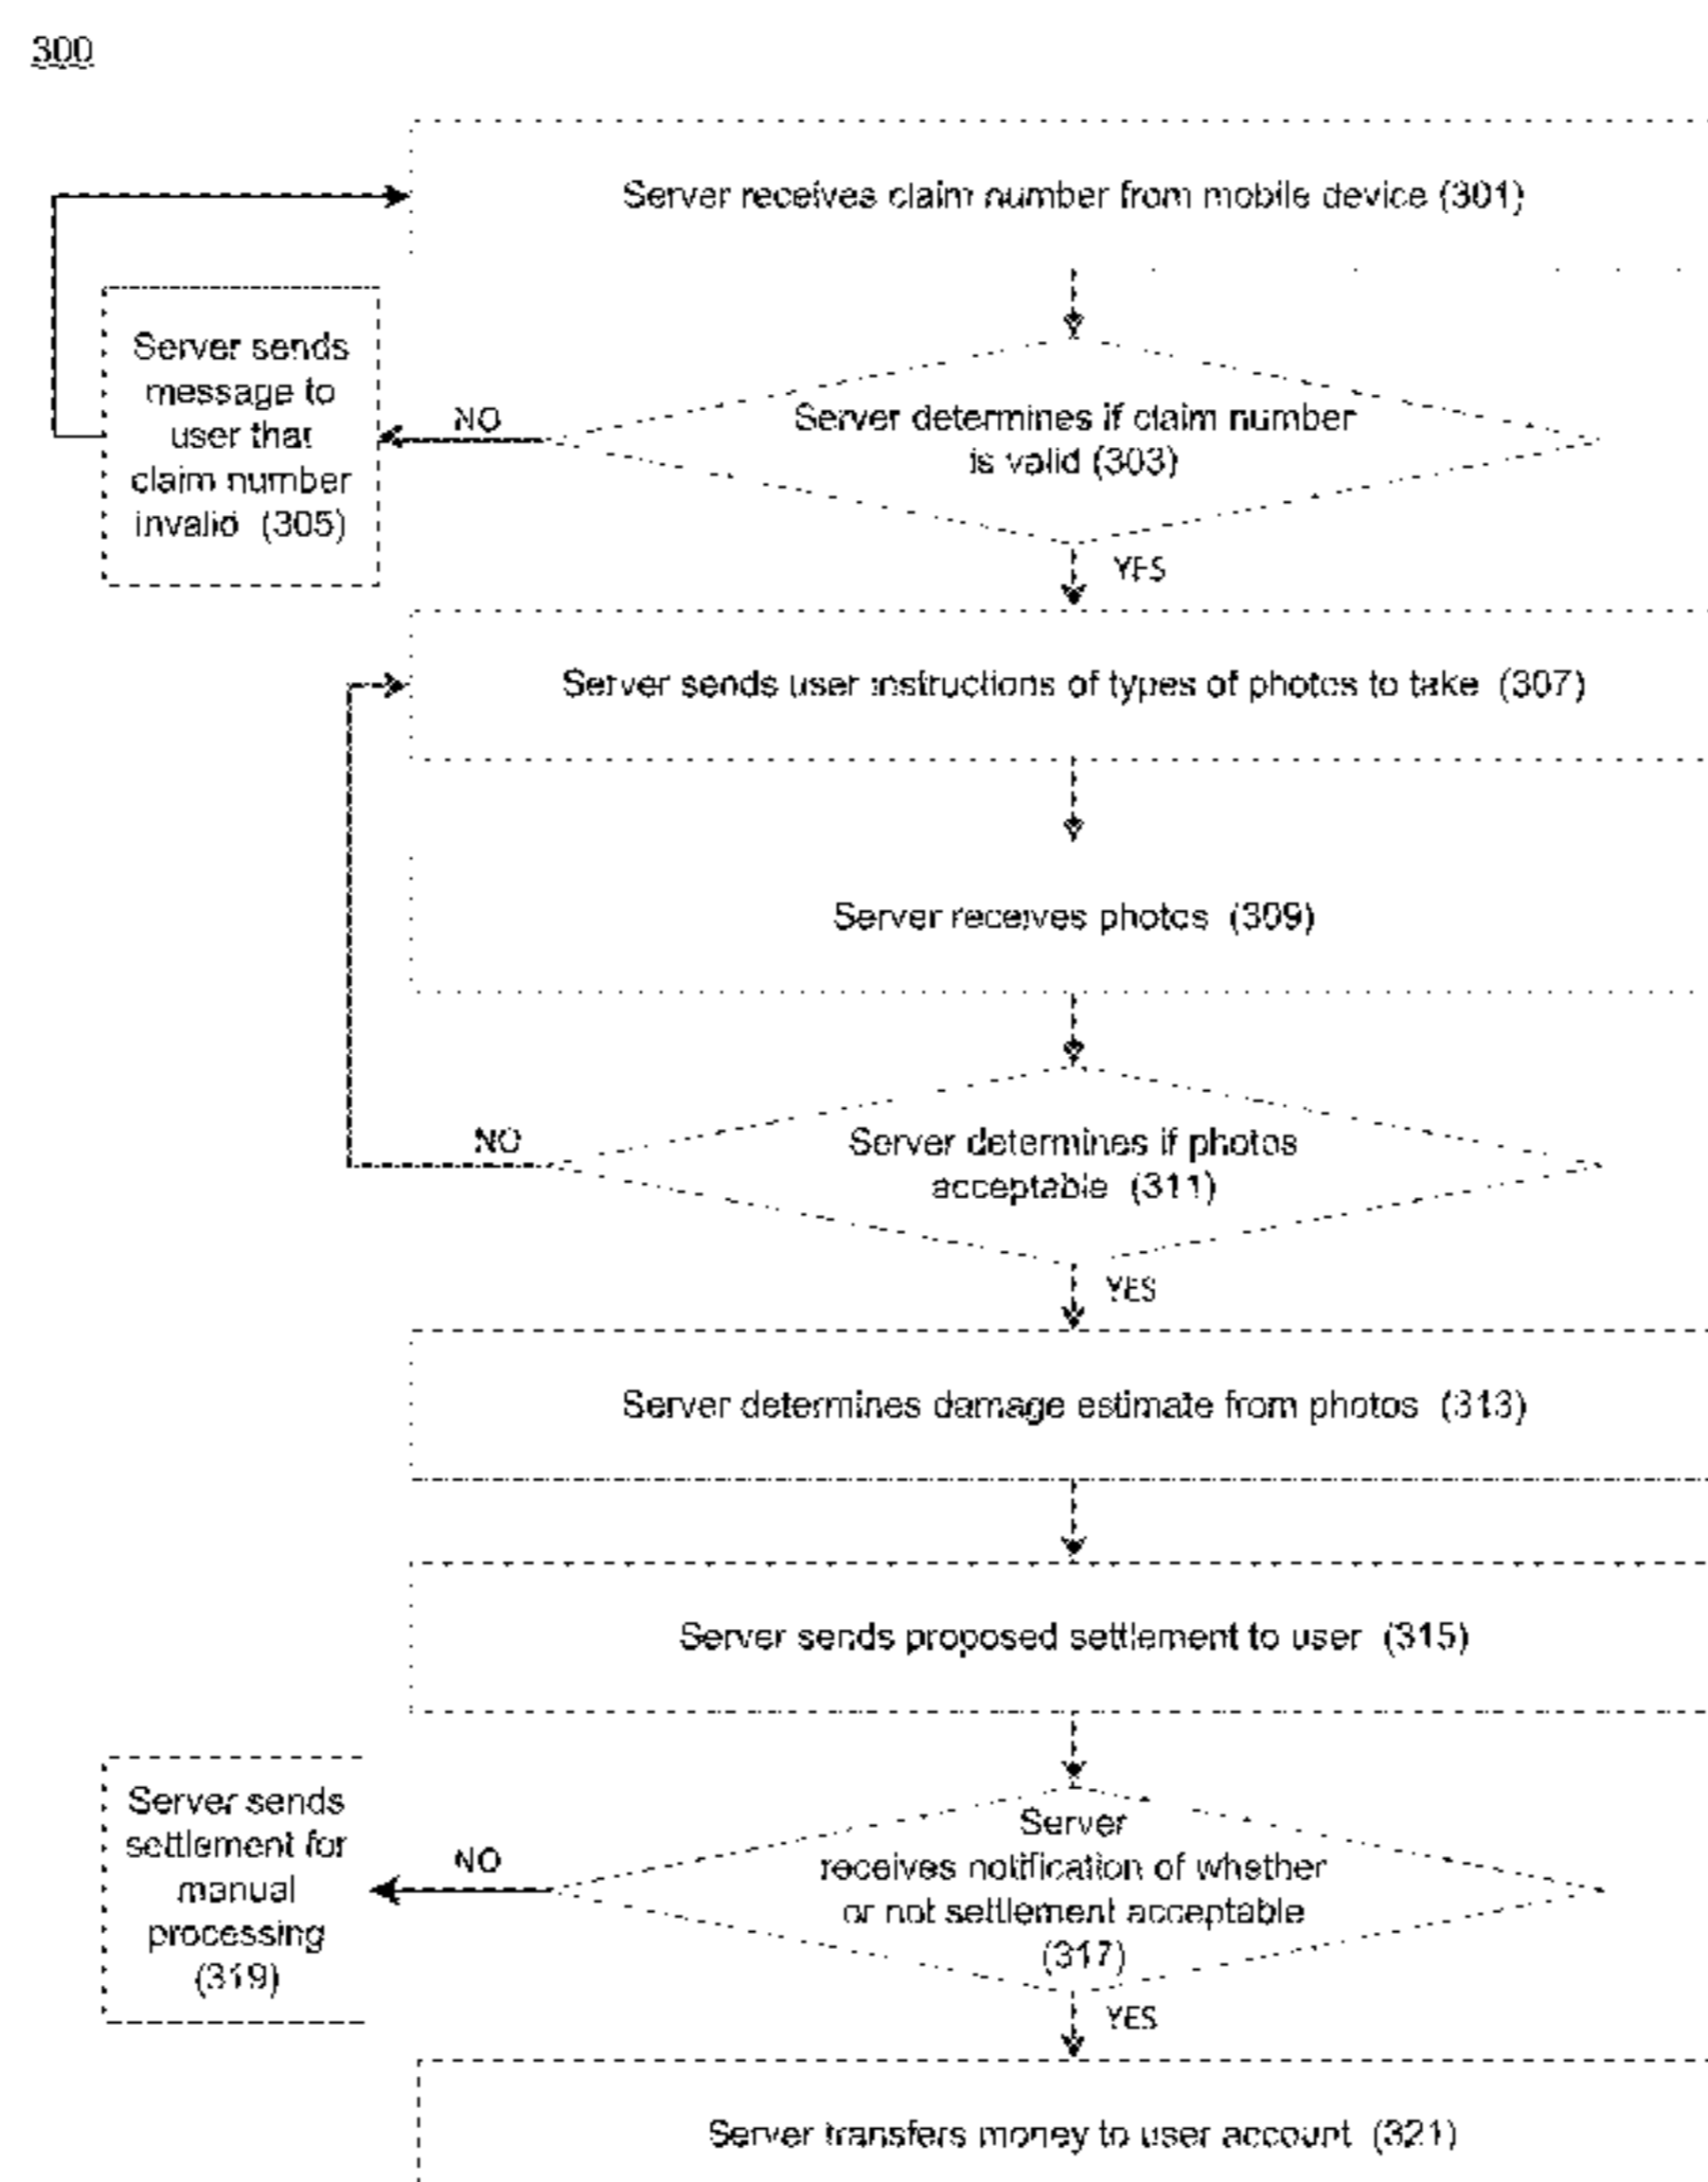 300
Server receives claim number from mobile device (301)
Server sends
message to
user that
claim number
invalid (305)
NO
Server determines if claim number
is valid (303)
YES
Server sends user instructions of types of photos to take (307)
Server receives photos (309)
NO
Server determines if photos
acceptable (311)
YES
Server determines damage estimate from photos (313)
Server sends proposed settlement to user (315)
Server sends
settlement for
manual
processing
(319)
NO
Server
receives notification of whether
or not settlement acceptable
(317)
YES
Server transfers money to user account (321)